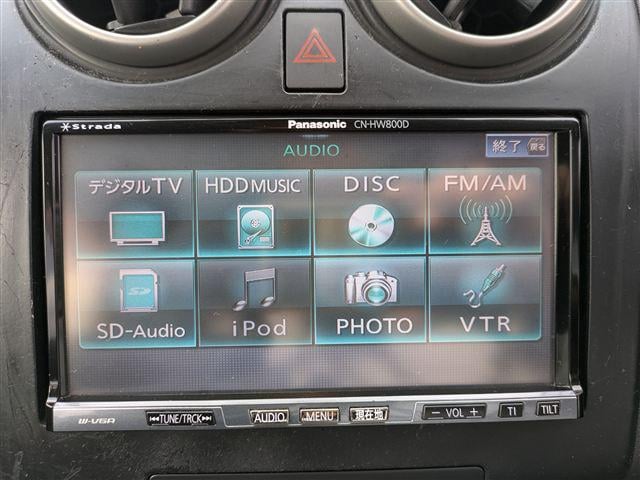 Strada
Panasonic CN-HW800D
AUDIO
終了 戻る
デジタルTV
HDD MUSIC
DISC
FM/AM
SD-Audio
iPod
PHOTO
VTR
W-VGA
TUNE/TRCK
AUDIO
MENU
現在地
− VOL +
TI
TILT